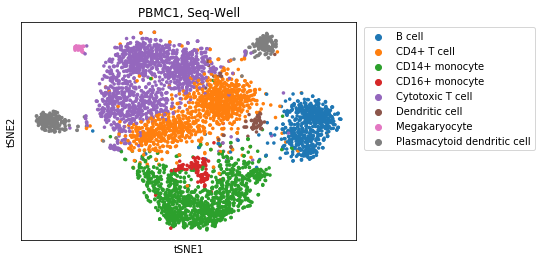 PBMC1, Seq-Well
tSNE2
tSNE1
B cell
CD4+ T cell
CD14+ monocyte
CD16+ monocyte
Cytotoxic T cell
Dendritic cell
Megakaryocyte
Plasmacytoid dendritic cell